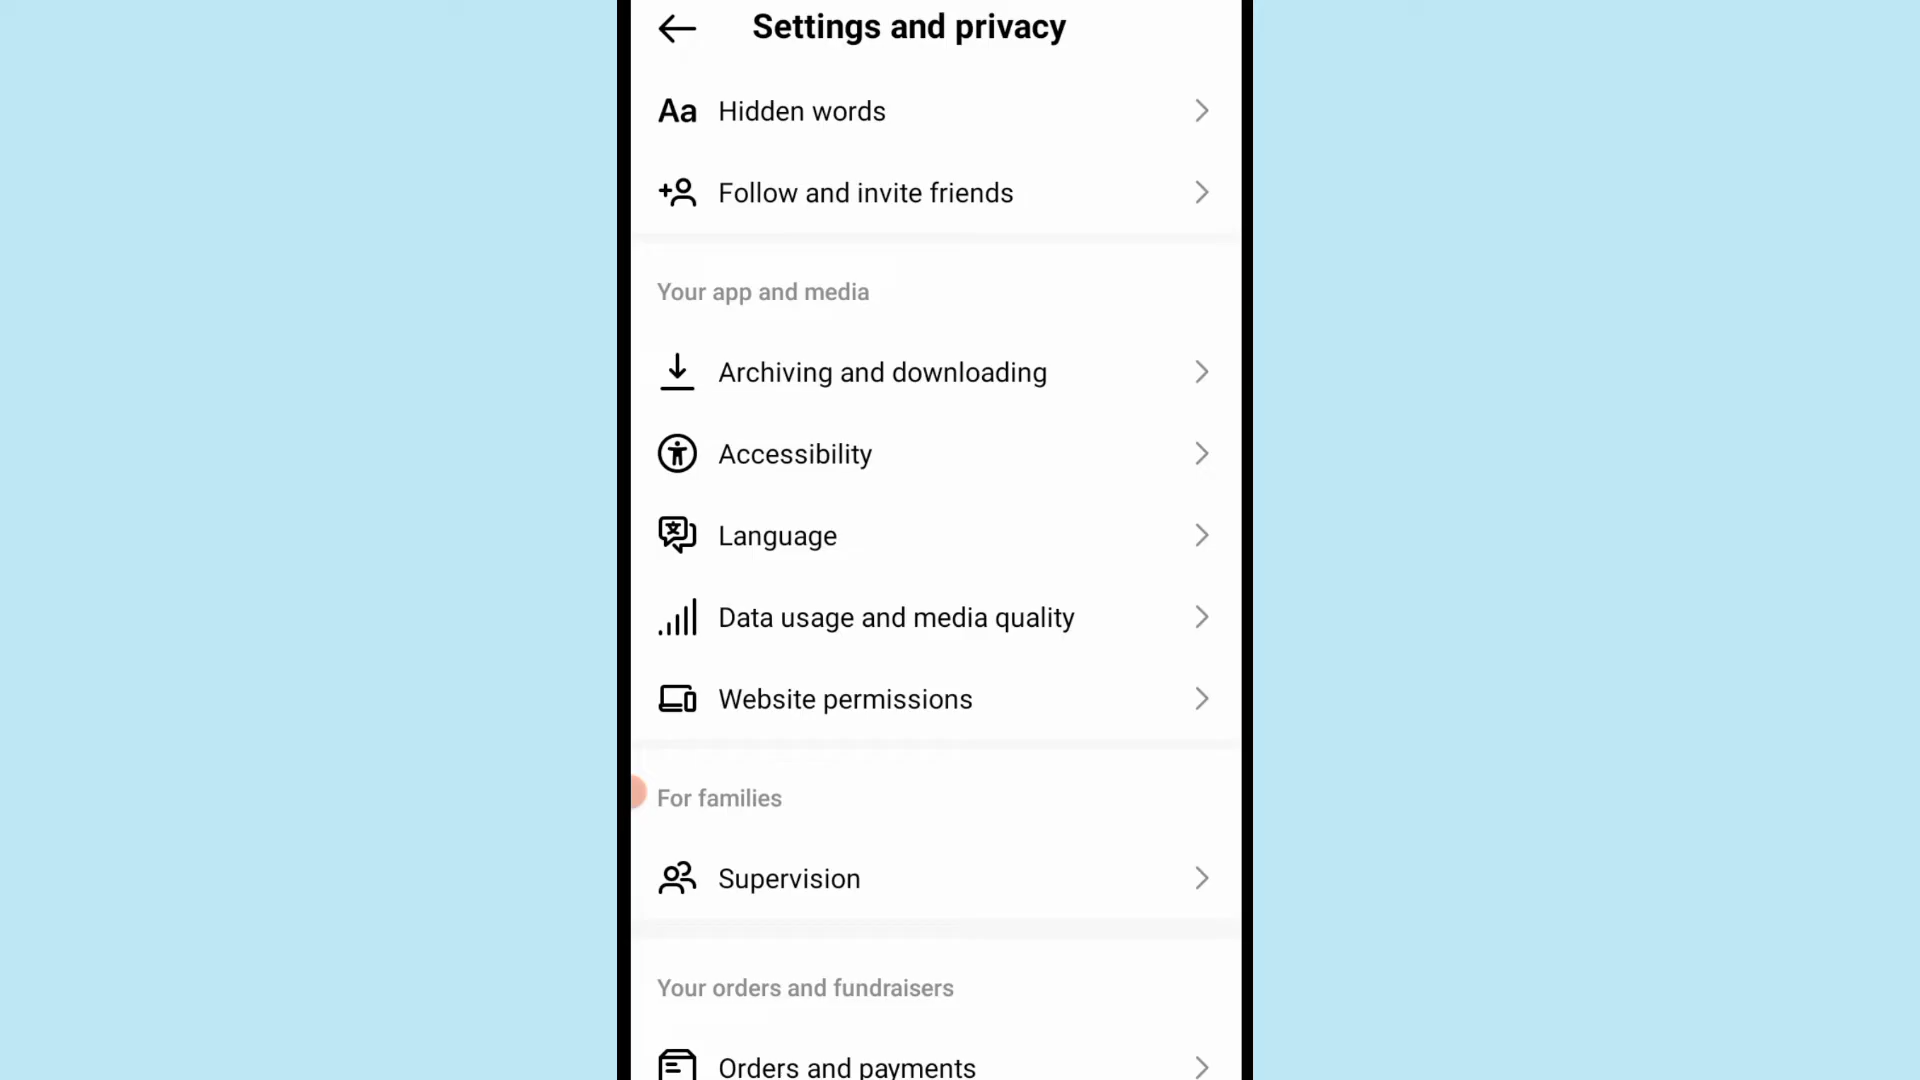 Settings and privacy
Aa Hidden words
Follow and invite friends
Your app and media
Archiving and downloading
Accessibility
Language
Data usage and media quality
Website permissions
For families
Supervision
Your orders and fundraisers
Orders and payments